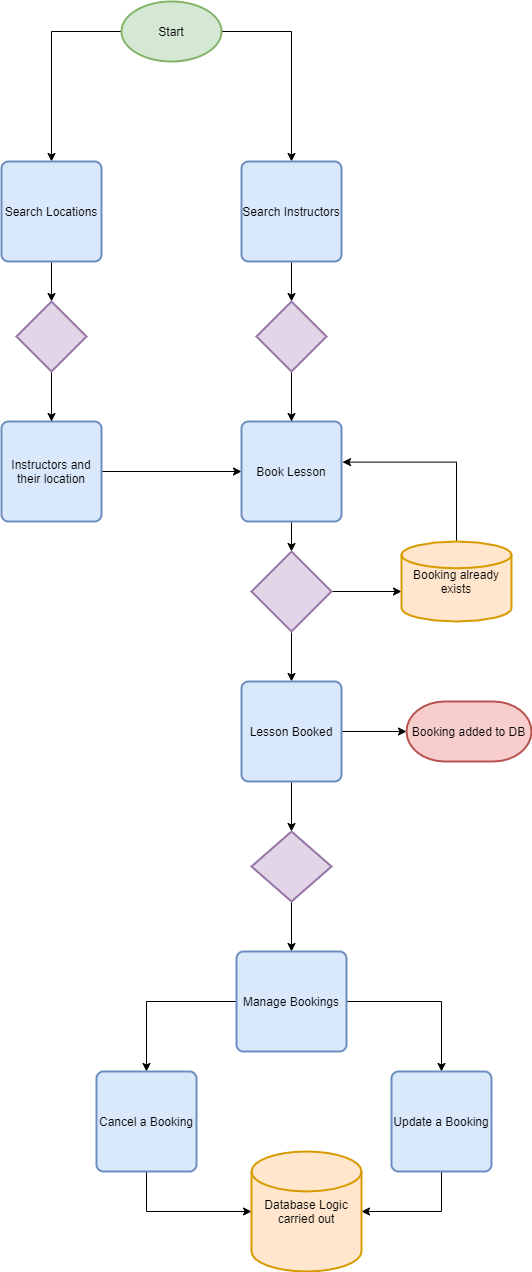 Start
Search Locations
Search Instructors
Instructors and
their location
Book Lesson
Booking already
exists
Lesson Booked
Booking added to DB
Manage Bookings
Cancel a Booking
Update a Booking
Database Logic
carried out